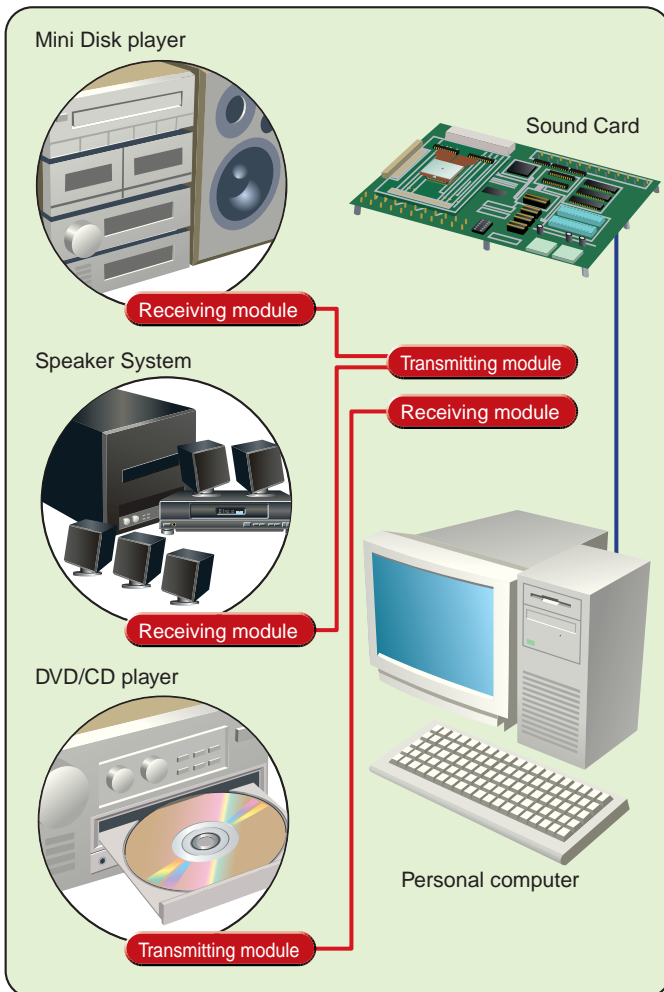 Mini Disk player
Sound Card
Receiving module
Transmitting module
Speaker System
Receiving module
Receiving module
DVD/CD player
Personal computer
Transmitting module